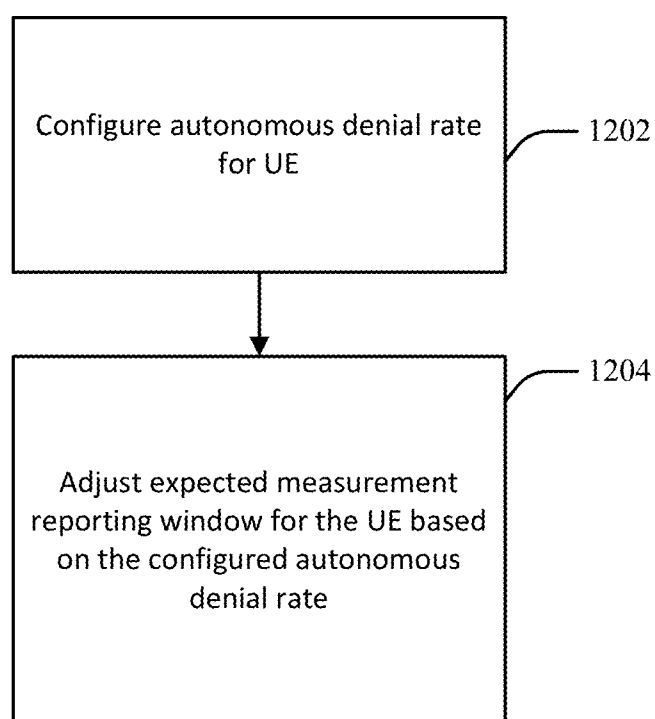 Configure autonomous denial rate
for UE
1202
1204
Adjust expected measurement
reporting window for the UE based
on the configured autonomous
denial rate